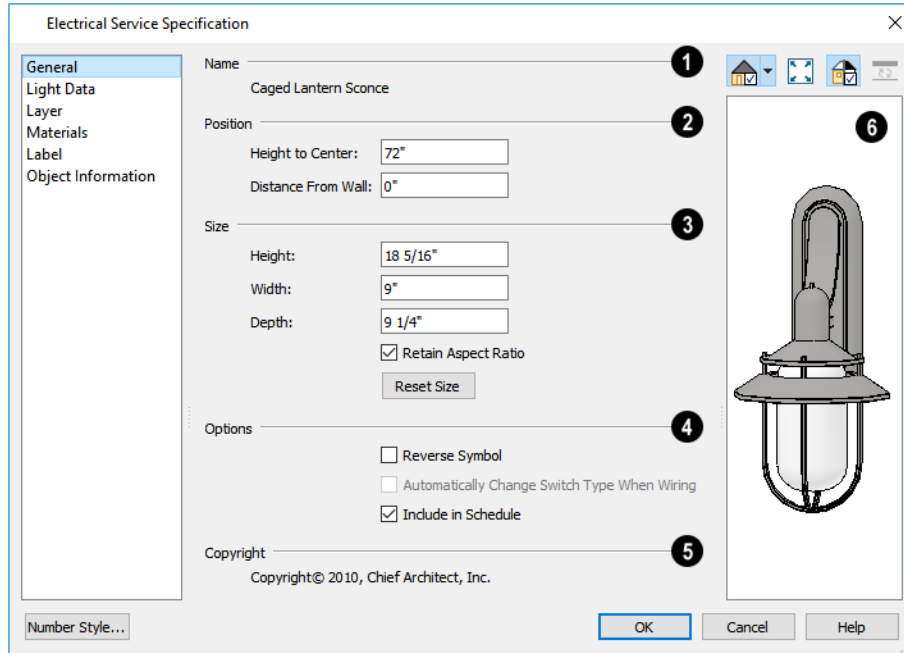 Electrical Service Specification
General
Light Data
Layer
Materials
Label
Object Information
Name 1
Caged Lantern Sconce
Position 2
Height to Center: 72"
Distance From Wall: 0"
Size 3
Height: 18 5/16"
Width: 9"
Depth: 9 1/4"
Retain Aspect Ratio
Reset Size
Options 4
Reverse Symbol
Automatically Change Switch Type When Wiring
Include in Schedule
Copyright 5
Copyright© 2010, Chief Architect, Inc.
6
Number Style... OK Cancel Help